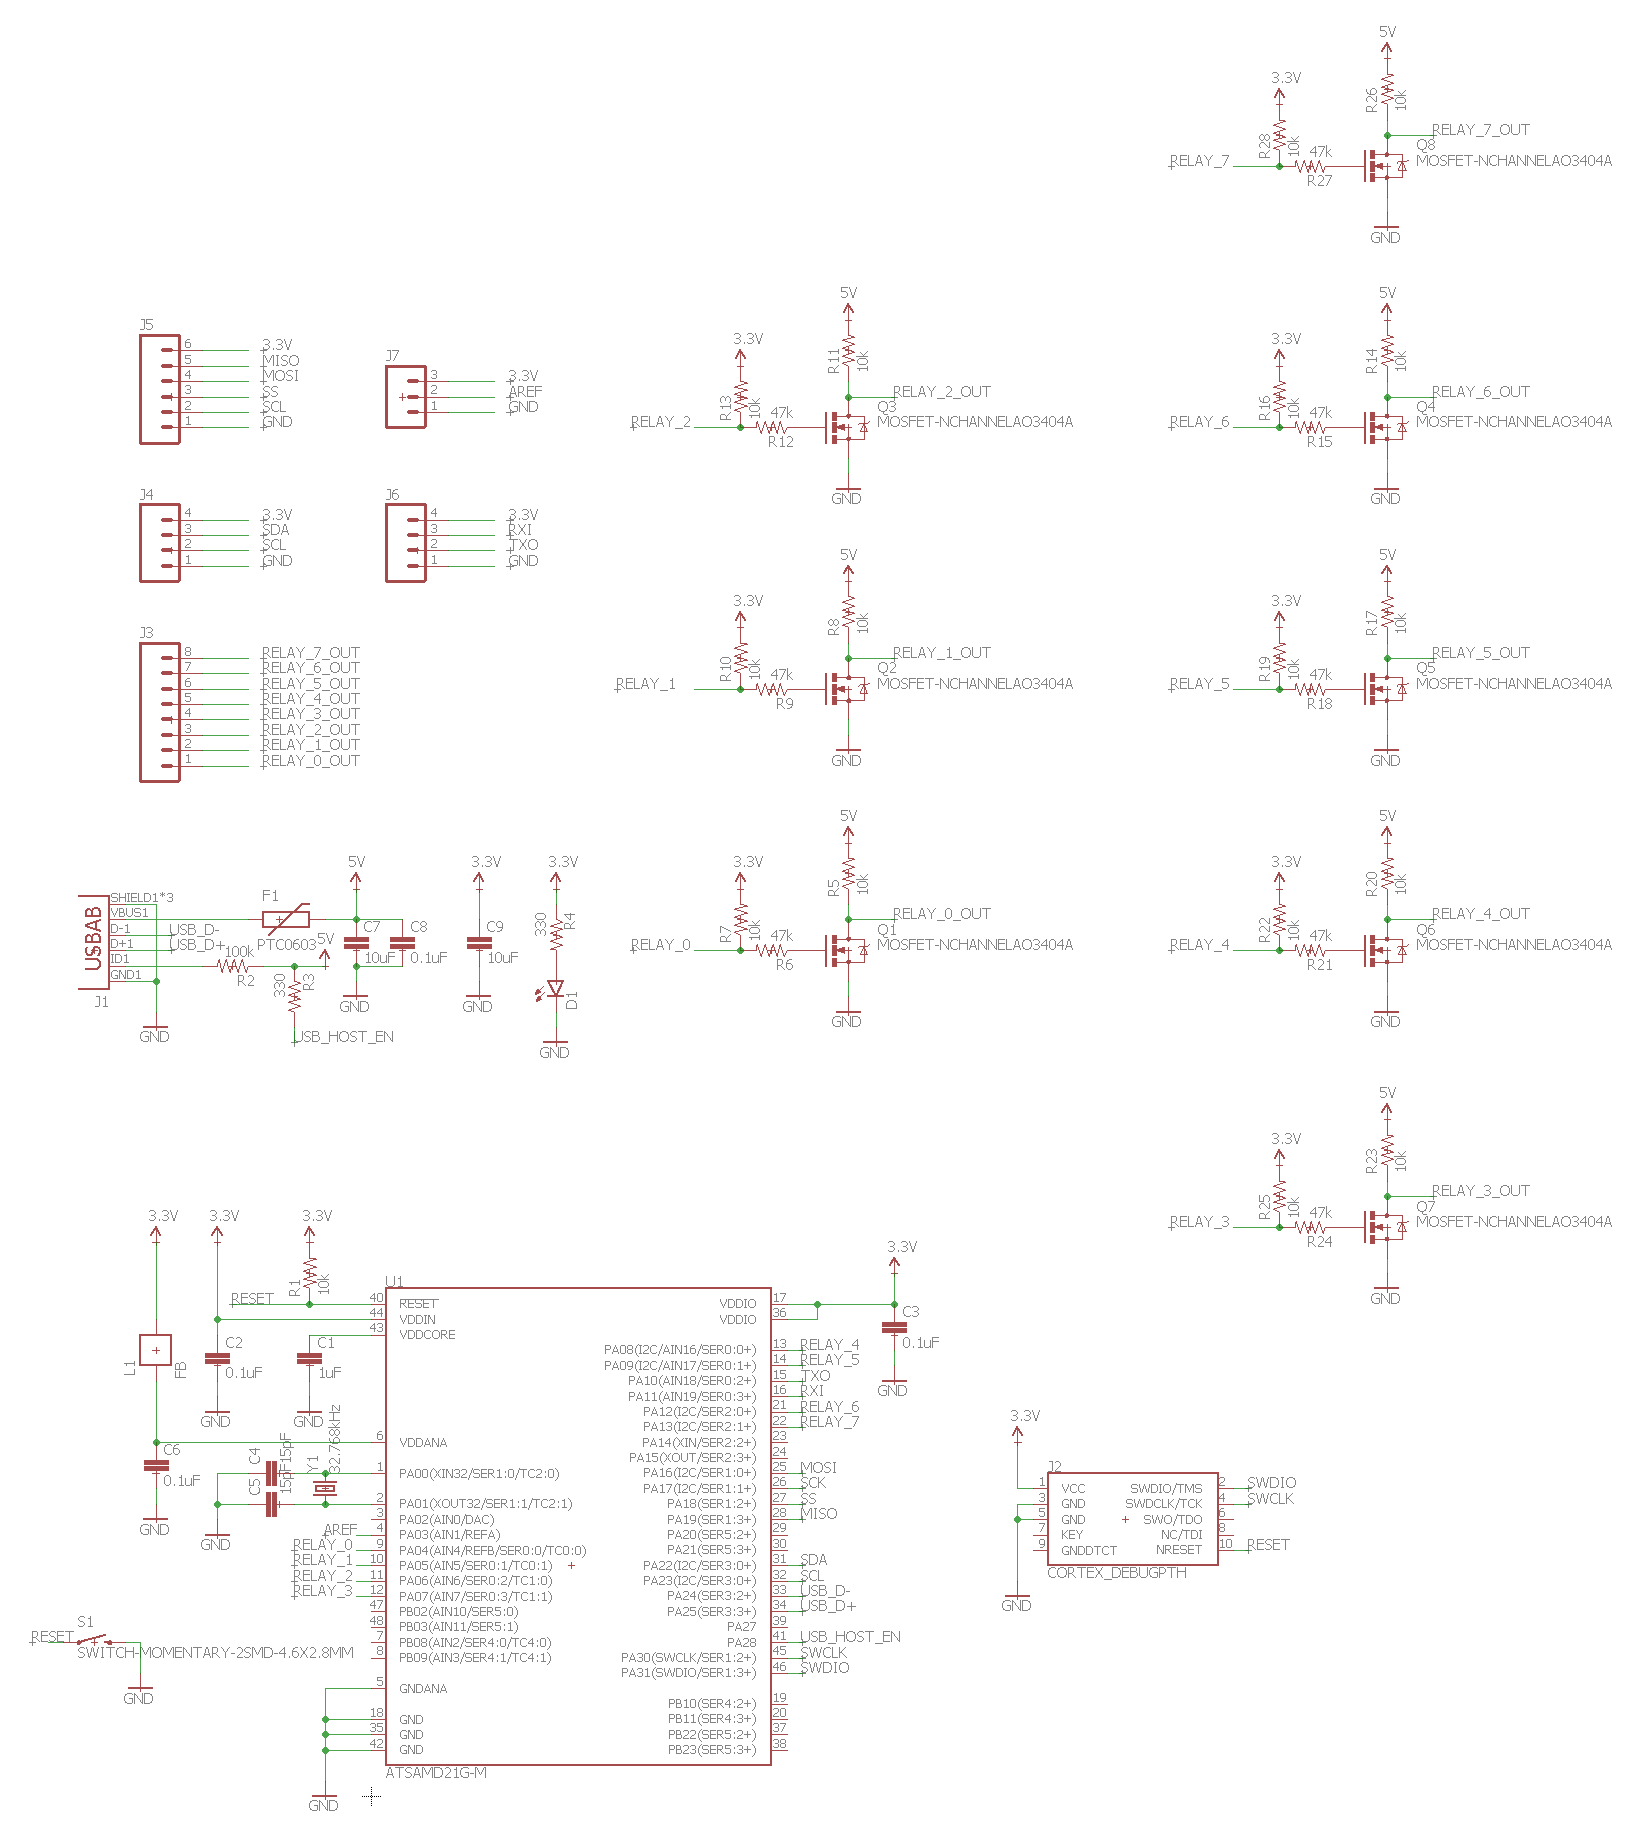 5V
3.3V
R26
10k
R28
10k
RELAY_7_OUT
Q8
MOSFET-NCHANNELAO3404A
RELAY_7
47k
R27
GND
5V
3.3V
R11
10k
R13
10k
RELAY_2_OUT
Q3
MOSFET-NCHANNELAO3404A
RELAY_2
47k
R12
GND
5V
3.3V
R14
10k
R16
10k
RELAY_6_OUT
Q4
MOSFET-NCHANNELAO3404A
RELAY_6
47k
R15
GND
J5
6 3.3V
5 MISO
4 MOSI
3 SS
2 SCL
1 GND
J7
3 3.3V
2 AREF
1 GND
J4
4 3.3V
3 SDA
2 SCL
1 GND
J6
4 3.3V
3 RXI
2 TXO
1 GND
5V
3.3V
R8
10k
R10
10k
RELAY_1_OUT
Q2
MOSFET-NCHANNELAO3404A
RELAY_1
47k
R9
GND
5V
3.3V
R17
10k
R19
10k
RELAY_5_OUT
Q5
MOSFET-NCHANNELAO3404A
RELAY_5
47k
R18
GND
J3
8 RELAY_7_OUT
7 RELAY_6_OUT
6 RELAY_5_OUT
5 RELAY_4_OUT
4 RELAY_3_OUT
3 RELAY_2_OUT
2 RELAY_1_OUT
1 RELAY_0_OUT
USBAB
SHIELD1*3
VBUS1
D-1 USB_D-
D+1 USB_D+
ID1
GND1
J1
GND
F1
PTC0603
100k
R2
5V
330
R3
USB_HOST_EN
5V
C7
10uF
C8
0.1uF
GND
3.3V
C9
10uF
GND
3.3V
330
R4
D1
GND
5V
3.3V
R5
10k
R7
10k
RELAY_0_OUT
Q1
MOSFET-NCHANNELAO3404A
RELAY_0
47k
R6
GND
5V
3.3V
R20
10k
R22
10k
RELAY_4_OUT
Q6
MOSFET-NCHANNELAO3404A
RELAY_4
47k
R21
GND
5V
3.3V
R23
10k
R25
10k
RELAY_3_OUT
Q7
MOSFET-NCHANNELAO3404A
RELAY_3
47k
R24
GND
3.3V
3.3V
3.3V
R1
10k
RESET
L1
FB
C2
0.1uF
GND
C1
1uF
GND
C6
0.1uF
GND
C4
15pF
C5
15pF
Y1
32.768kHz
GND
U1
40 RESET
44 VDDIN
43 VDDCORE
6 VDDANA
1 PA00(XIN32/SER1:0/TC2:0)
2 PA01(XOUT32/SER1:1/TC2:1)
3 PA02(AIN0/DAC)
AREF 4 PA03(AIN1/REFA)
RELAY_0 9 PA04(AIN4/REFB/SER0:0/TC0:0)
RELAY_1 10 PA05(AIN5/SER0:1/TC0:1)
RELAY_2 11 PA06(AIN6/SER0:2/TC1:0)
RELAY_3 12 PA07(AIN7/SER0:3/TC1:1)
47 PB02(AIN10/SER5:0)
48 PB03(AIN11/SER5:1)
7 PB08(AIN2/SER4:0/TC4:0)
8 PB09(AIN3/SER4:1/TC4:1)
5 GNDANA
18 GND
35 GND
42 GND
GND
ATSAMD21G-M
VDDIO 17
VDDIO 36
PA08(I2C/AIN16/SER0:0+) 13 RELAY_4
PA09(I2C/AIN17/SER0:1+) 14 RELAY_5
PA10(AIN18/SER0:2+) 15 TXO
PA11(AIN19/SER0:3+) 16 RXI
PA12(I2C/SER2:0+) 21 RELAY_6
PA13(I2C/SER2:1+) 22 RELAY_7
PA14(XIN/SER2:2+) 23
PA15(XOUT/SER2:3+) 24
PA16(I2C/SER1:0+) 25 MOSI
PA17(I2C/SER1:1+) 26 SCK
PA18(SER1:2+) 27 SS
PA19(SER1:3+) 28 MISO
PA20(SER5:2+) 29
PA21(SER5:3+) 30
PA22(I2C/SER3:0+) 31 SDA
PA23(I2C/SER3:0+) 32 SCL
PA24(SER3:2+) 33 USB_D-
PA25(SER3:3+) 34 USB_D+
PA27 39
PA28 41 USB_HOST_EN
PA30(SWCLK/SER1:2+) 45 SWCLK
PA31(SWDIO/SER1:3+) 46 SWDIO
PB10(SER4:2+) 19
PB11(SER4:3+) 20
PB22(SER5:2+) 37
PB23(SER5:3+) 38
3.3V
C3
0.1uF
GND
S1
RESET
SWITCH-MOMENTARY-2SMD-4.6X2.8MM
GND
3.3V
J2
1 VCC SWDIO/TMS 2 SWDIO
3 GND SWDCLK/TCK 4 SWCLK
5 GND SWO/TDO 6
7 KEY NC/TDI 8
9 GNDDTCT NRESET 10 RESET
CORTEX_DEBUGPTH
GND